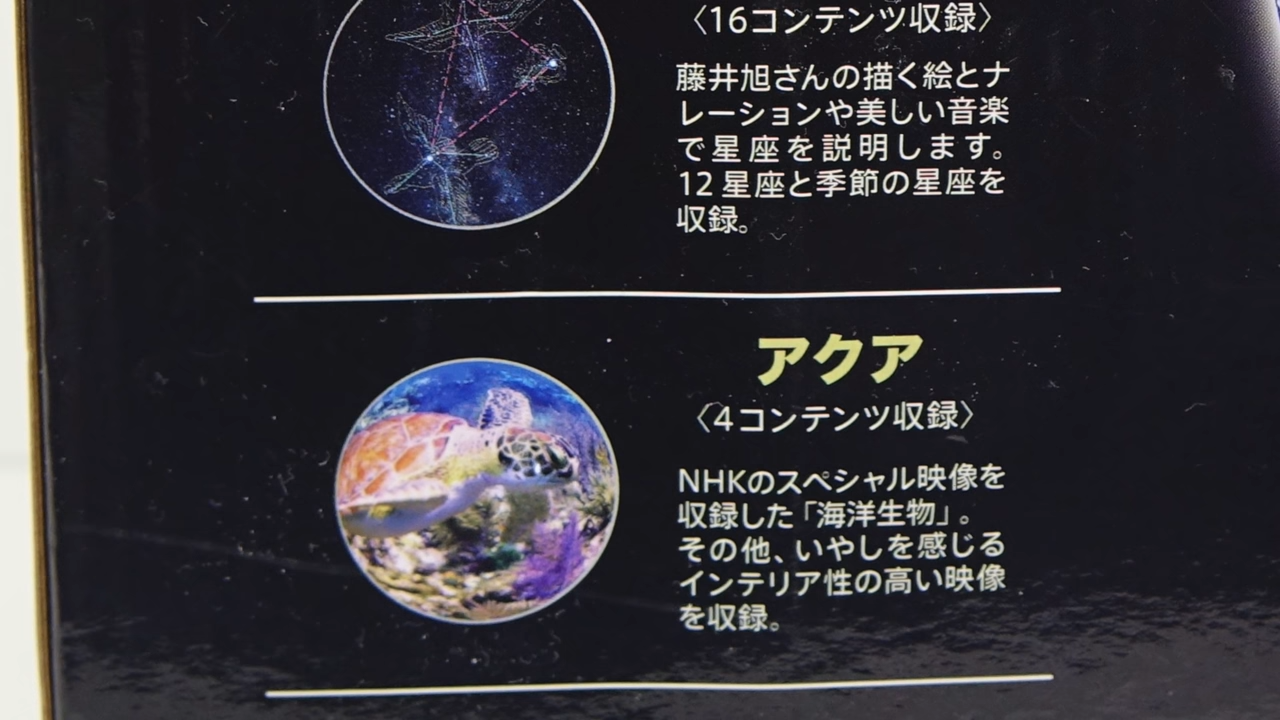 〈16コンテンツ収録〉
藤井旭さんの描く絵とナ
レーションや美しい音楽
で星座を説明します。
12 星座と季節の星座を
収録。
アクア
〈4コンテンツ収録〉
NHKのスペシャル映像を
収録した「海洋生物」。
その他、いやしを感じる
インテリア性の高い映像
を収録。